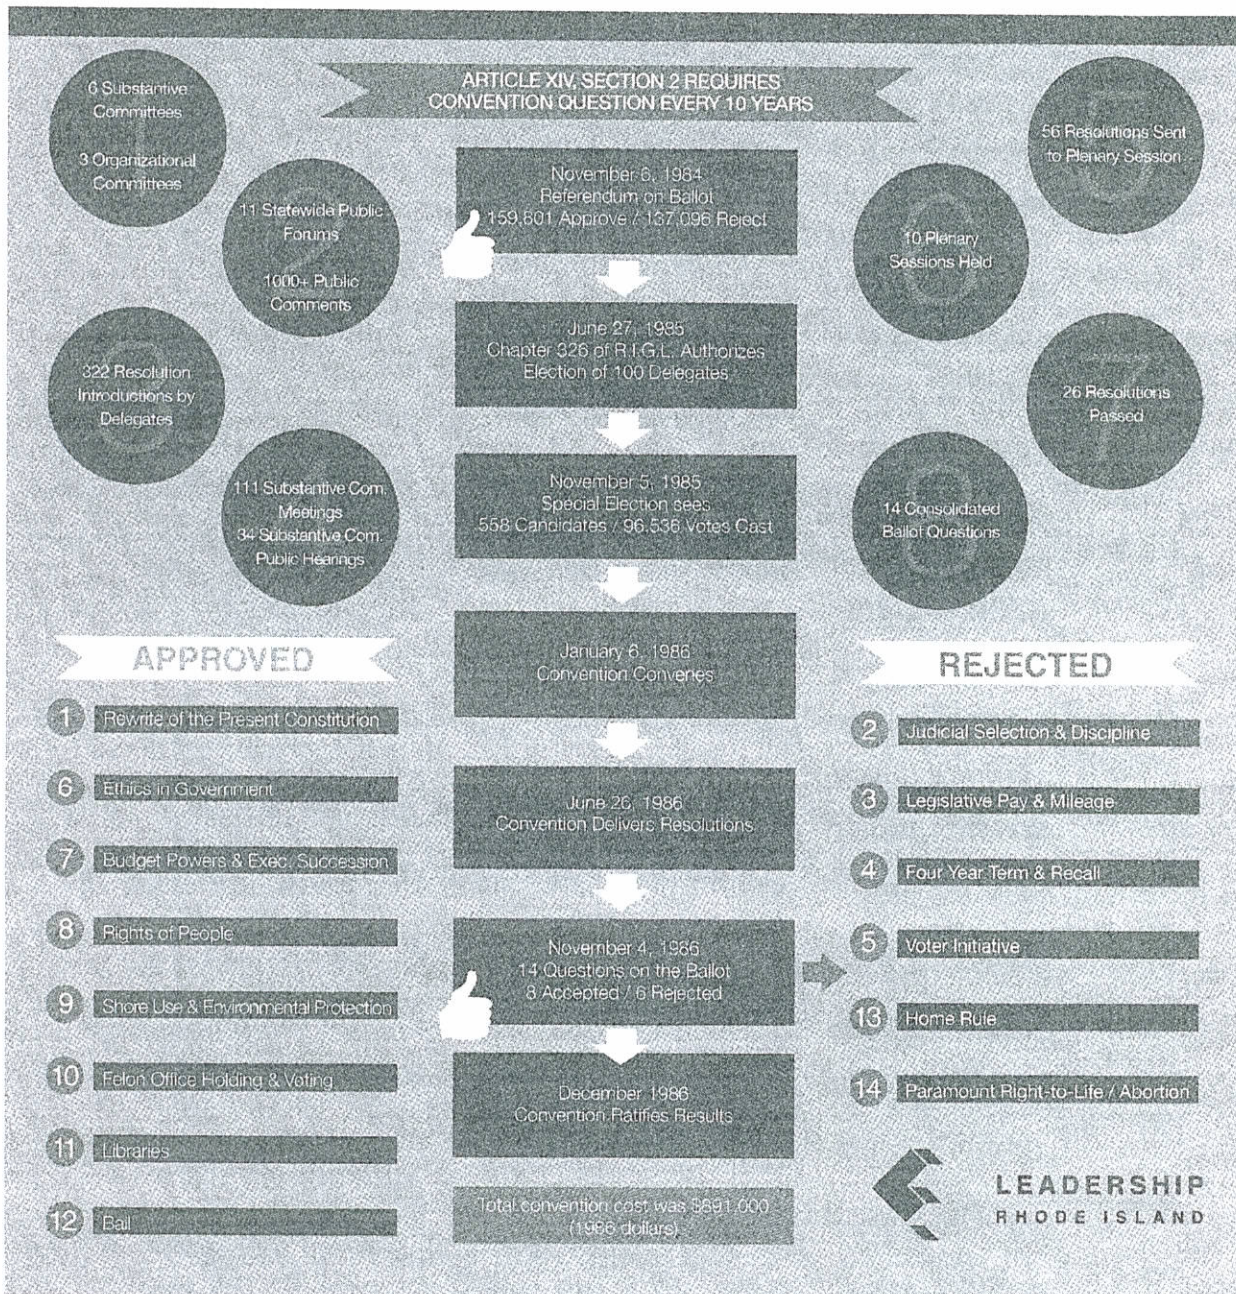 ARTICLE XIV, SECTION 2 REQUIRES
CONVENTION QUESTION EVERY 10 YEARS
1
6 Substantive
Committees
3 Organizational
Committees
2
11 Statewide Public
Forums
1000+ Public
Comments
3
322 Resolution
Introductions by
Delegates
4
111 Substantive Com.
Meetings
34 Substantive Com.
Public Hearings
November 6, 1984
Referendum on Ballot
159,601 Approve / 137,096 Reject
June 27, 1985
Chapter 326 of R.I.G.L. Authorizes
Election of 100 Delegates
November 5, 1985
Special Election sees
558 Candidates / 96,536 Votes Cast
January 6, 1986
Convention Convenes
June 26, 1986
Convention Delivers Resolutions
November 4, 1986
14 Questions on the Ballot
8 Accepted / 6 Rejected
December 1986
Convention Ratifies Results
Total convention cost was $891,000
(1986 dollars)
5
56 Resolutions Sent
to Plenary Session
10 Plenary
Sessions Held
7
26 Resolutions
Passed
8
14 Consolidated
Ballot Questions
APPROVED
1 Rewrite of the Present Constitution
6 Ethics in Government
7 Budget Powers & Exec. Succession
8 Rights of People
9 Shore Use & Environmental Protection
10 Felon Office Holding & Voting
11 Libraries
12 Bail
REJECTED
2 Judicial Selection & Discipline
3 Legislative Pay & Mileage
4 Four Year Term & Recall
5 Voter Initiative
13 Home Rule
14 Paramount Right-to-Life / Abortion
LEADERSHIP
RHODE ISLAND